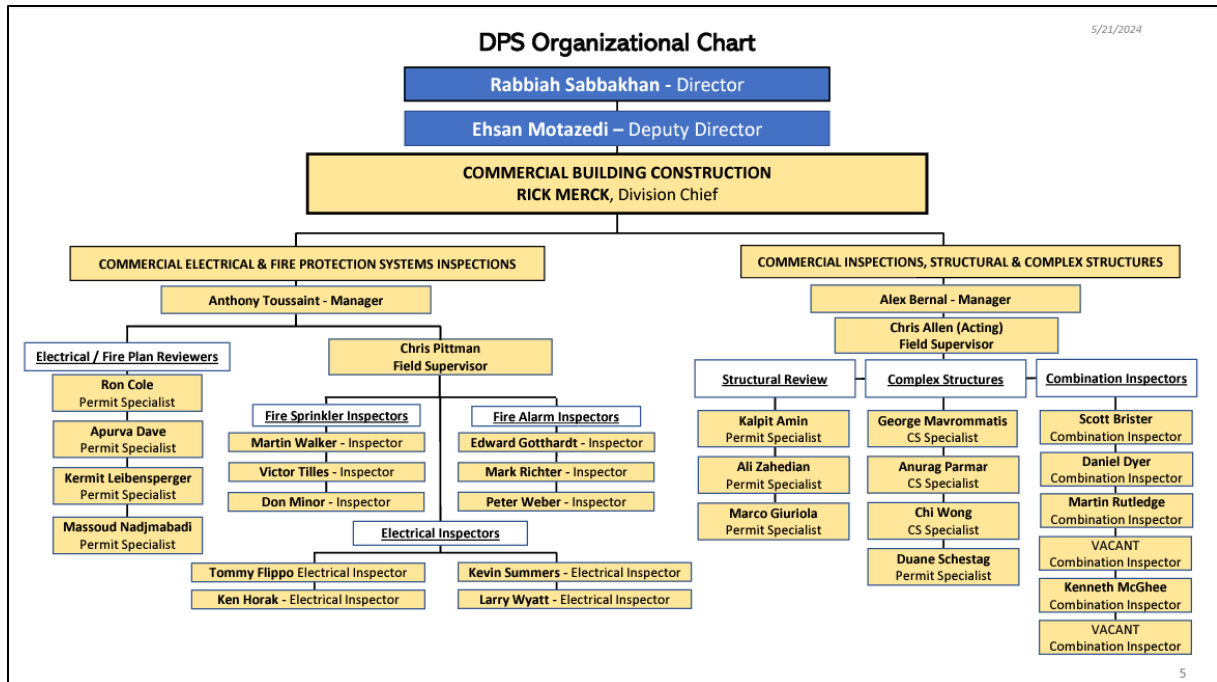 5/21/2024
DPS Organizational Chart
Rabbiah Sabbakhan - Director
Ehsan Motazedi – Deputy Director
COMMERCIAL BUILDING CONSTRUCTION
RICK MERCK, Division Chief
COMMERCIAL ELECTRICAL & FIRE PROTECTION SYSTEMS INSPECTIONS
Anthony Toussaint - Manager
Electrical / Fire Plan Reviewers
Ron Cole
Permit Specialist
Apurva Dave
Permit Specialist
Kermit Leibensperger
Permit Specialist
Massoud Nadjmabadi
Permit Specialist
Chris Pittman
Field Supervisor
Fire Sprinkler Inspectors
Martin Walker - Inspector
Victor Tilles - Inspector
Don Minor - Inspector
Fire Alarm Inspectors
Edward Gotthardt - Inspector
Mark Richter - Inspector
Peter Weber - Inspector
Electrical Inspectors
Tommy Flippo Electrical Inspector
Ken Horak - Electrical Inspector
Kevin Summers - Electrical Inspector
Larry Wyatt - Electrical Inspector
COMMERCIAL INSPECTIONS, STRUCTURAL & COMPLEX STRUCTURES
Alex Bernal - Manager
Chris Allen (Acting)
Field Supervisor
Structural Review
Kalpit Amin
Permit Specialist
Ali Zahedian
Permit Specialist
Marco Giuriola
Permit Specialist
Complex Structures
George Mavrommatis
CS Specialist
Anurag Parmar
CS Specialist
Chi Wong
CS Specialist
Duane Schestag
Permit Specialist
Combination Inspectors
Scott Brister
Combination Inspector
Daniel Dyer
Combination Inspector
Martin Rutledge
Combination Inspector
VACANT
Combination Inspector
Kenneth McGhee
Combination Inspector
VACANT
Combination Inspector
5